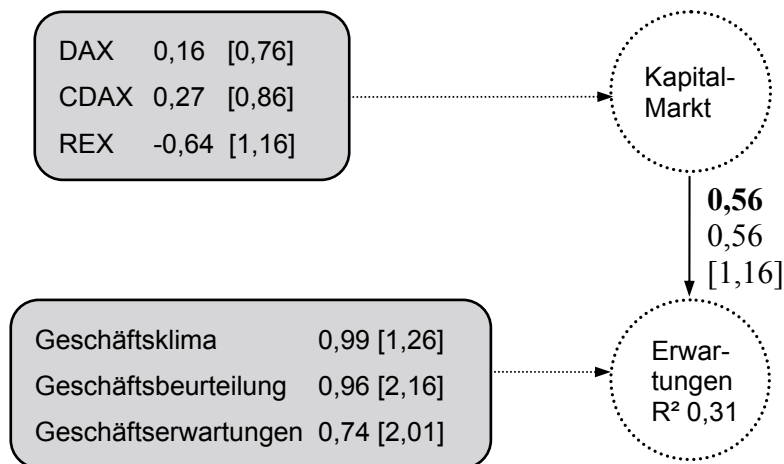 DAX 0,16 [0,76]
CDAX 0,27 [0,86]
REX -0,64 [1,16]
Kapital-
Markt
0,56
0,56
[1,16]
Geschäftsklima 0,99 [1,26]
Geschäftsbeurteilung 0,96 [2,16]
Geschäftserwartungen 0,74 [2,01]
Erwar-
tungen
R² 0,31